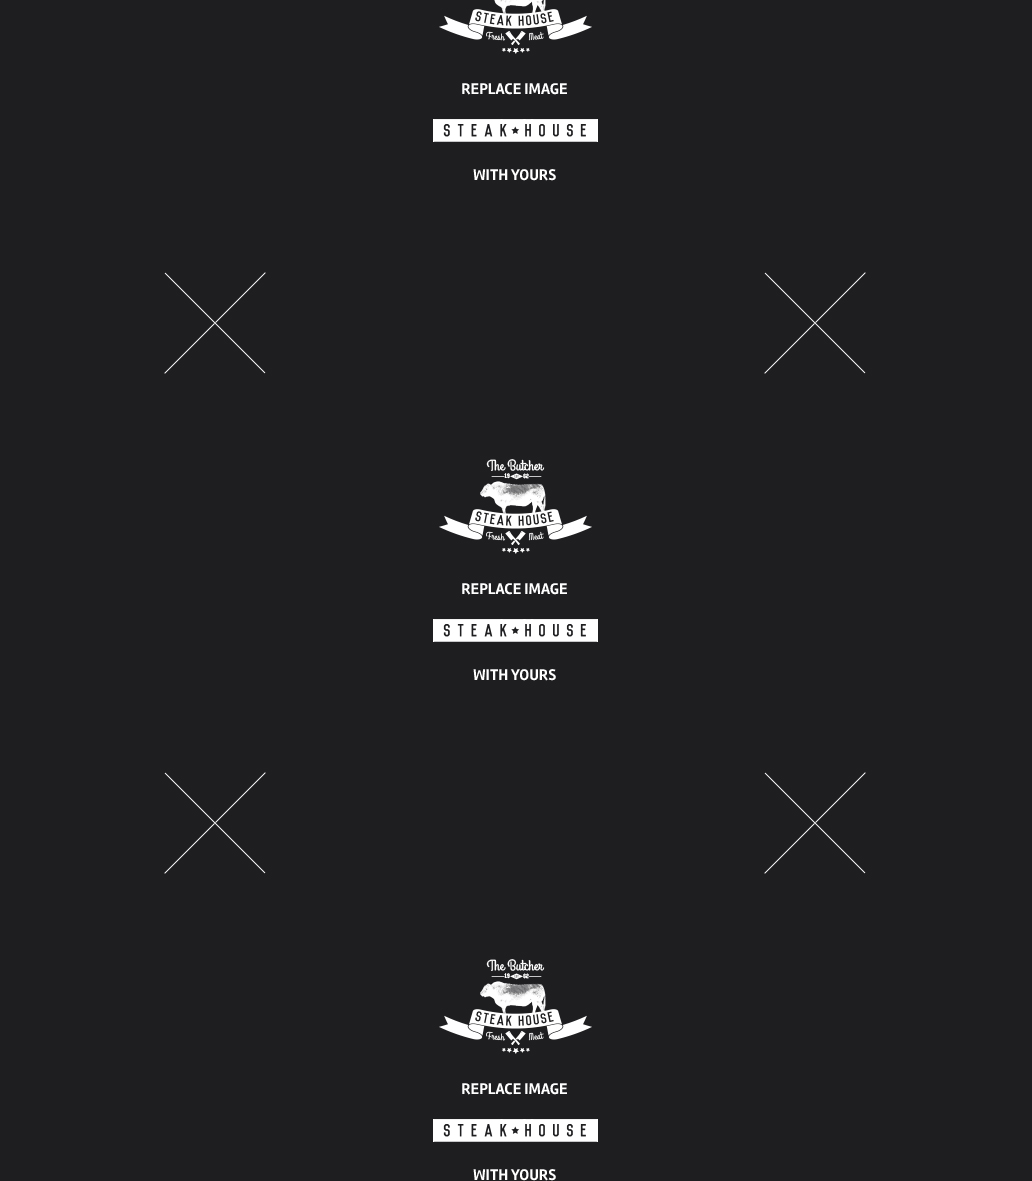 STEAK HOUSE
Fresh Meat
REPLACE IMAGE
STEAK★HOUSE
WITH YOURS
The Butcher
19 62
STEAK HOUSE
Fresh Meat
REPLACE IMAGE
STEAK★HOUSE
WITH YOURS
The Butcher
19 62
STEAK HOUSE
Fresh Meat
REPLACE IMAGE
STEAK★HOUSE
WITH YOURS